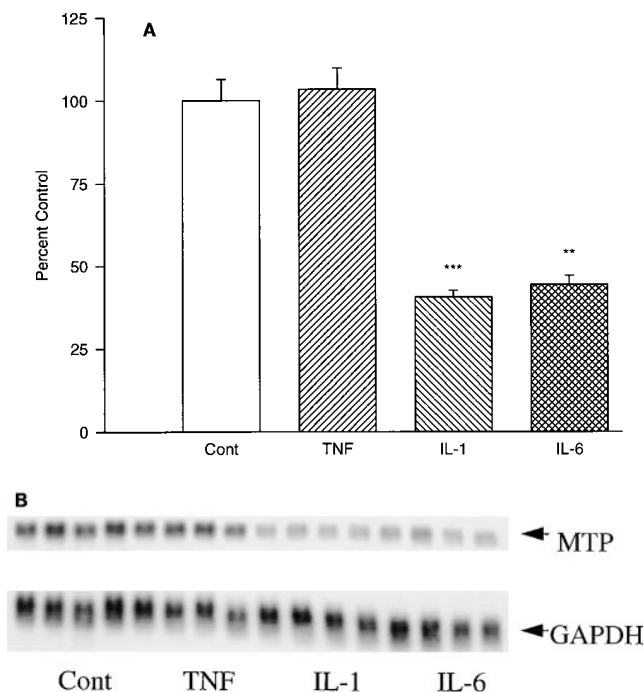 A
125
100
75
50
25
0
Percent Control
***
**
Cont TNF IL-1 IL-6
B
MTP
GAPDH
Cont TNF IL-1 IL-6